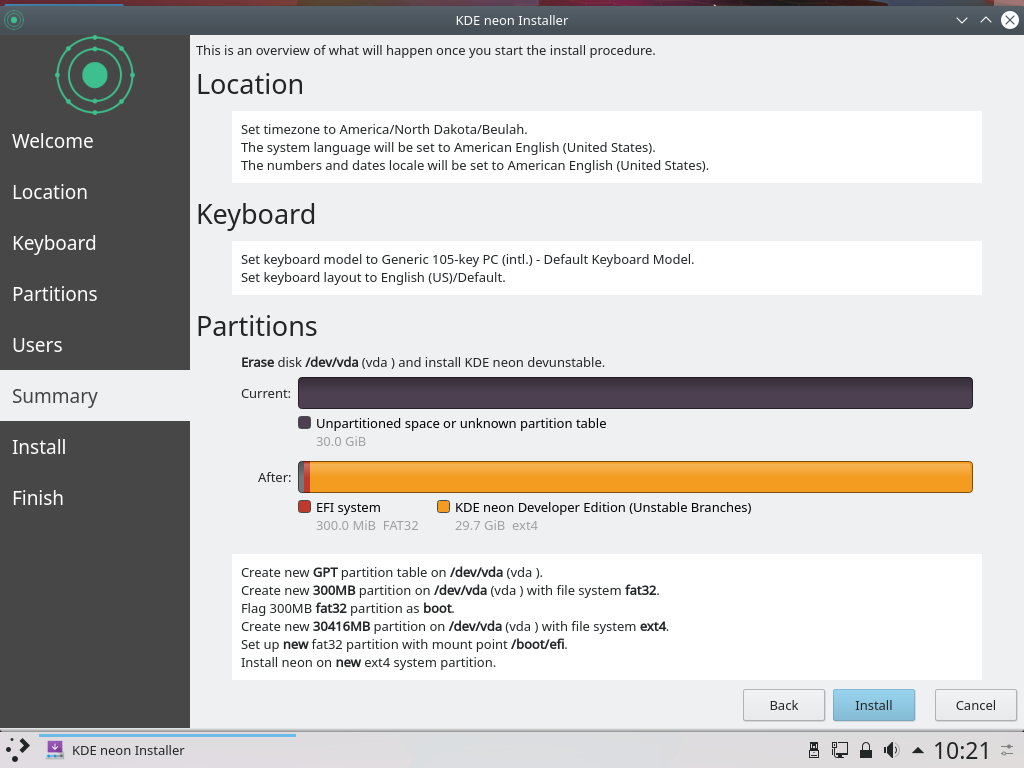 KDE neon Installer
This is an overview of what will happen once you start the install procedure.
Welcome
Location
Keyboard
Partitions
Users
Summary
Install
Finish
Location
Set timezone to America/North Dakota/Beulah.
The system language will be set to American English (United States).
The numbers and dates locale will be set to American English (United States).
Keyboard
Set keyboard model to Generic 105-key PC (intl.) - Default Keyboard Model.
Set keyboard layout to English (US)/Default.
Partitions
Erase disk /dev/vda (vda ) and install KDE neon devunstable.
Current:
Unpartitioned space or unknown partition table
30.0 GiB
After:
EFI system KDE neon Developer Edition (Unstable Branches)
300.0 MiB FAT32 29.7 GiB ext4
Create new GPT partition table on /dev/vda (vda ).
Create new 300MB partition on /dev/vda (vda ) with file system fat32.
Flag 300MB fat32 partition as boot.
Create new 30416MB partition on /dev/vda (vda ) with file system ext4.
Set up new fat32 partition with mount point /boot/efi.
Install neon on new ext4 system partition.
Back Install Cancel
KDE neon Installer 10:21